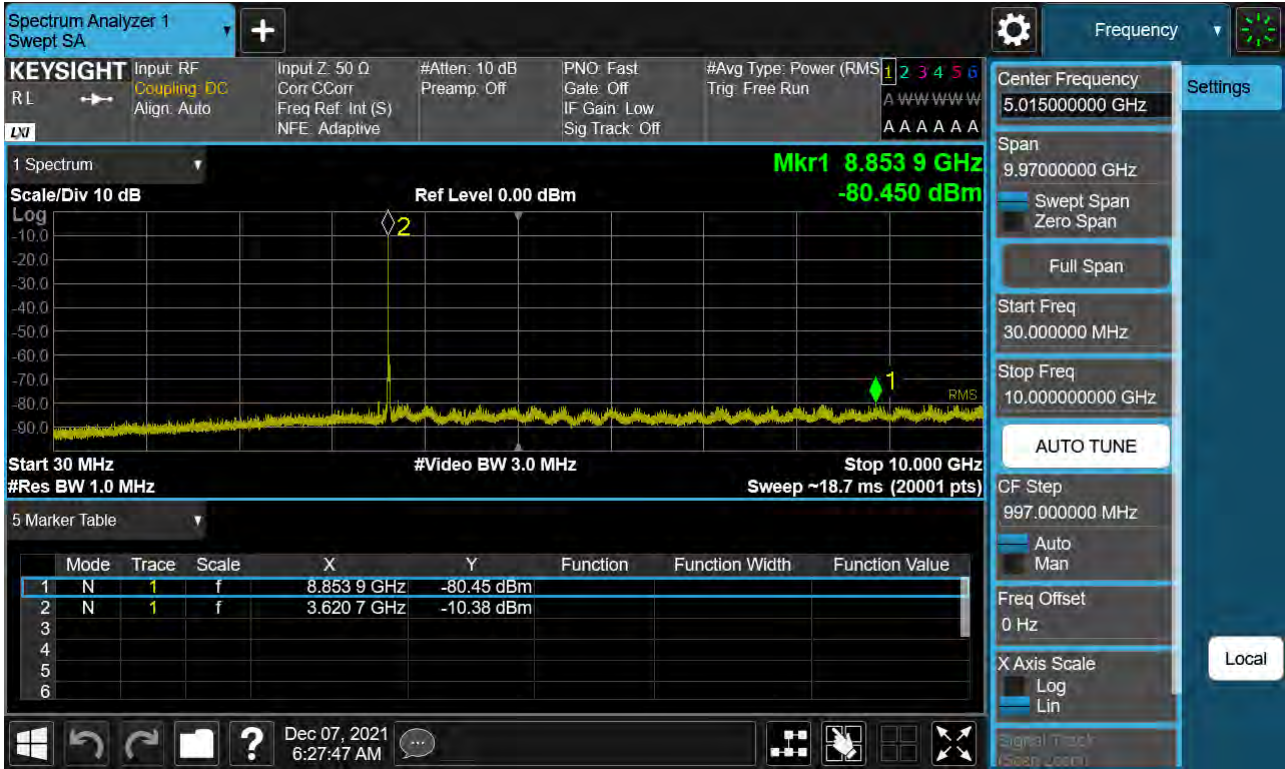 Spectrum Analyzer 1
Swept SA
Frequency
KEYSIGHT
RL
LXI
Input: RF
Coupling: DC
Align: Auto
Input Z: 50 Ω
Corr CCorr
Freq Ref: Int (S)
NFE: Adaptive
#Atten: 10 dB
Preamp: Off
PNO: Fast
Gate: Off
IF Gain: Low
Sig Track: Off
#Avg Type: Power (RMS
Trig: Free Run
1 2 3 4 5 6
A W W W W W
A A A A A A
1 Spectrum
Mkr1 8.853 9 GHz
Scale/Div 10 dB
Ref Level 0.00 dBm
-80.450 dBm
Log
-10.0
-20.0
-30.0
-40.0
-50.0
-60.0
-70.0
-80.0
-90.0
2
1
RMS
Start 30 MHz
#Video BW 3.0 MHz
Stop 10.000 GHz
#Res BW 1.0 MHz
Sweep ~18.7 ms (20001 pts)
5 Marker Table
Mode Trace Scale X Y Function Function Width Function Value
1 N 1 f 8.853 9 GHz -80.45 dBm
2 N 1 f 3.620 7 GHz -10.38 dBm
3
4
5
6
Dec 07, 2021
6:27:47 AM
?
Center Frequency
5.015000000 GHz
Settings
Span
9.97000000 GHz
Swept Span
Zero Span
Full Span
Start Freq
30.000000 MHz
Stop Freq
10.000000000 GHz
AUTO TUNE
CF Step
997.000000 MHz
Auto
Man
Freq Offset
0 Hz
X Axis Scale
Log
Lin
Local
Signal Track
(Span Zoom)